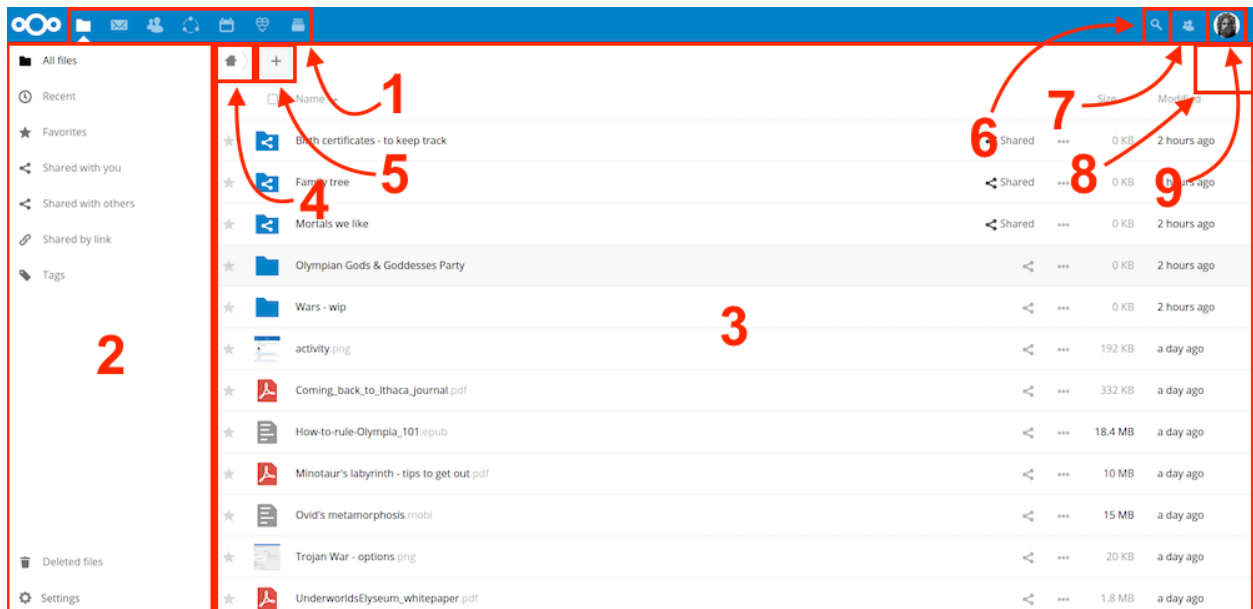 All files
+
1
Recent
Name
Size
Modified
7
6
Favorites
Birth certificates - to keep track
Shared
...
0 KB
2 hours ago
Shared with you
5
8
9
Family tree
Shared
...
0 KB
hours ago
4
Shared with others
Mortals we like
Shared
...
0 KB
2 hours ago
Shared by link
Olympian Gods & Goddesses Party
...
0 KB
2 hours ago
Tags
Wars - wip
...
0 KB
2 hours ago
3
2
activity.png
...
192 KB
a day ago
Coming_back_to_Ithaca_journal.pdf
...
332 KB
a day ago
How-to-rule-Olympia_101.epub
...
18.4 MB
a day ago
Minotaur's labyrinth - tips to get out.pdf
...
10 MB
a day ago
Ovid's metamorphosis.mobi
...
15 MB
a day ago
Deleted files
Trojan War - options.png
...
20 KB
a day ago
Settings
UnderworldsElyseum_whitepaper.pdf
...
1.8 MB
a day ago